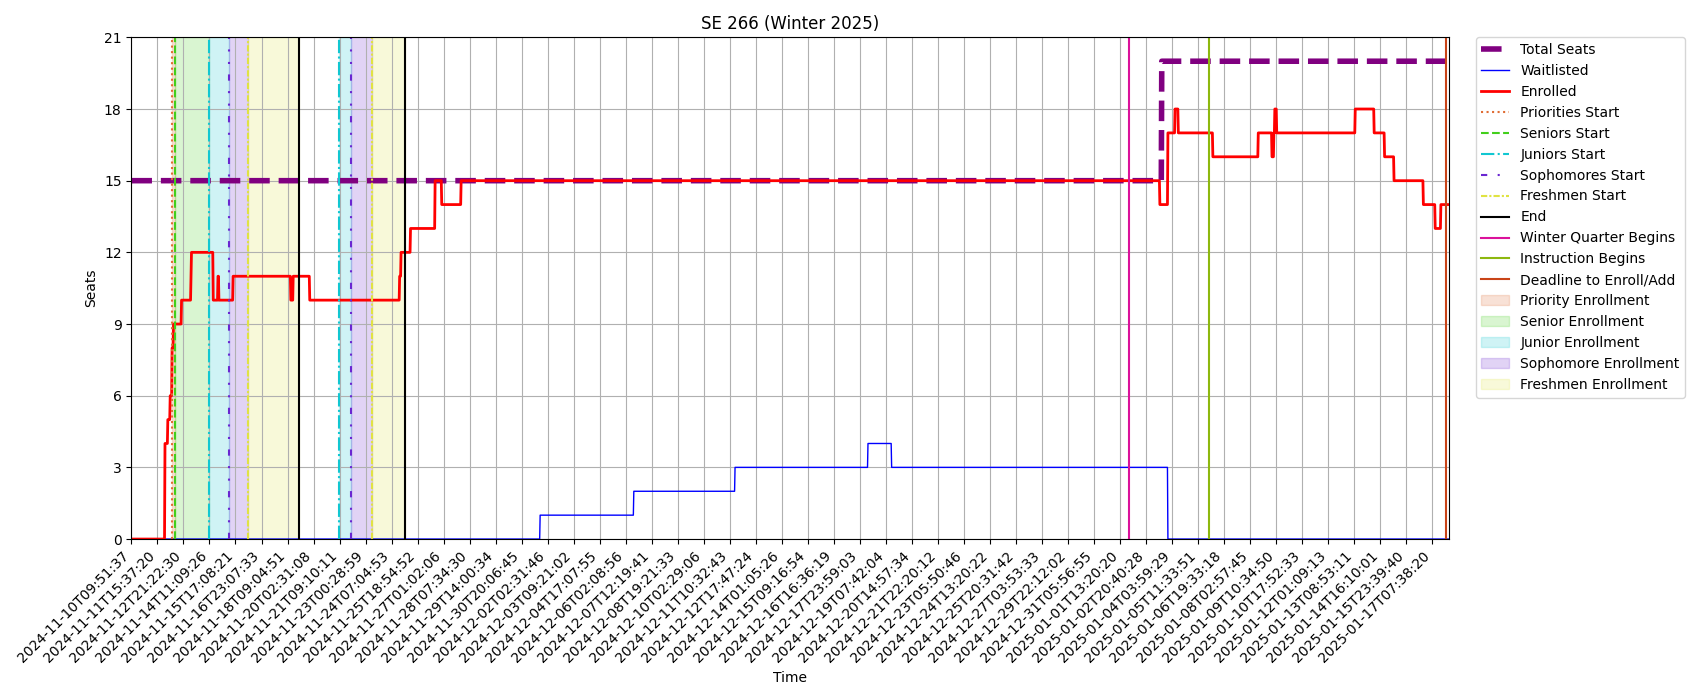 SE 266 (Winter 2025)
21
18
15
12
9
6
3
0
Seats
2024-11-10T09:51:37
2024-11-11T15:37:20
2024-11-12T21:22:30
2024-11-14T11:09:26
2024-11-15T17:08:21
2024-11-16T23:07:33
2024-11-18T09:04:51
2024-11-20T02:31:08
2024-11-21T09:10:11
2024-11-23T00:28:59
2024-11-24T07:04:53
2024-11-25T18:54:52
2024-11-27T01:02:06
2024-11-28T07:34:30
2024-11-29T14:00:34
2024-11-30T20:06:45
2024-12-02T02:31:46
2024-12-03T09:21:02
2024-12-04T17:07:55
2024-12-06T02:08:56
2024-12-07T12:19:41
2024-12-08T19:21:33
2024-12-10T02:29:06
2024-12-11T10:32:43
2024-12-12T17:47:24
2024-12-14T01:05:26
2024-12-15T09:16:54
2024-12-16T16:36:19
2024-12-17T23:59:03
2024-12-19T07:42:04
2024-12-20T14:57:34
2024-12-21T22:20:12
2024-12-23T05:50:46
2024-12-24T13:20:22
2024-12-25T20:31:42
2024-12-27T03:53:33
2024-12-29T22:12:02
2024-12-31T05:56:55
2025-01-01T13:20:20
2025-01-02T20:40:28
2025-01-04T03:59:29
2025-01-05T11:33:51
2025-01-06T19:33:18
2025-01-08T02:57:45
2025-01-09T10:34:50
2025-01-10T17:52:33
2025-01-12T01:09:13
2025-01-13T08:53:11
2025-01-14T16:10:01
2025-01-15T23:39:40
2025-01-17T07:38:20
Time
Total Seats
Waitlisted
Enrolled
Priorities Start
Seniors Start
Juniors Start
Sophomores Start
Freshmen Start
End
Winter Quarter Begins
Instruction Begins
Deadline to Enroll/Add
Priority Enrollment
Senior Enrollment
Junior Enrollment
Sophomore Enrollment
Freshmen Enrollment